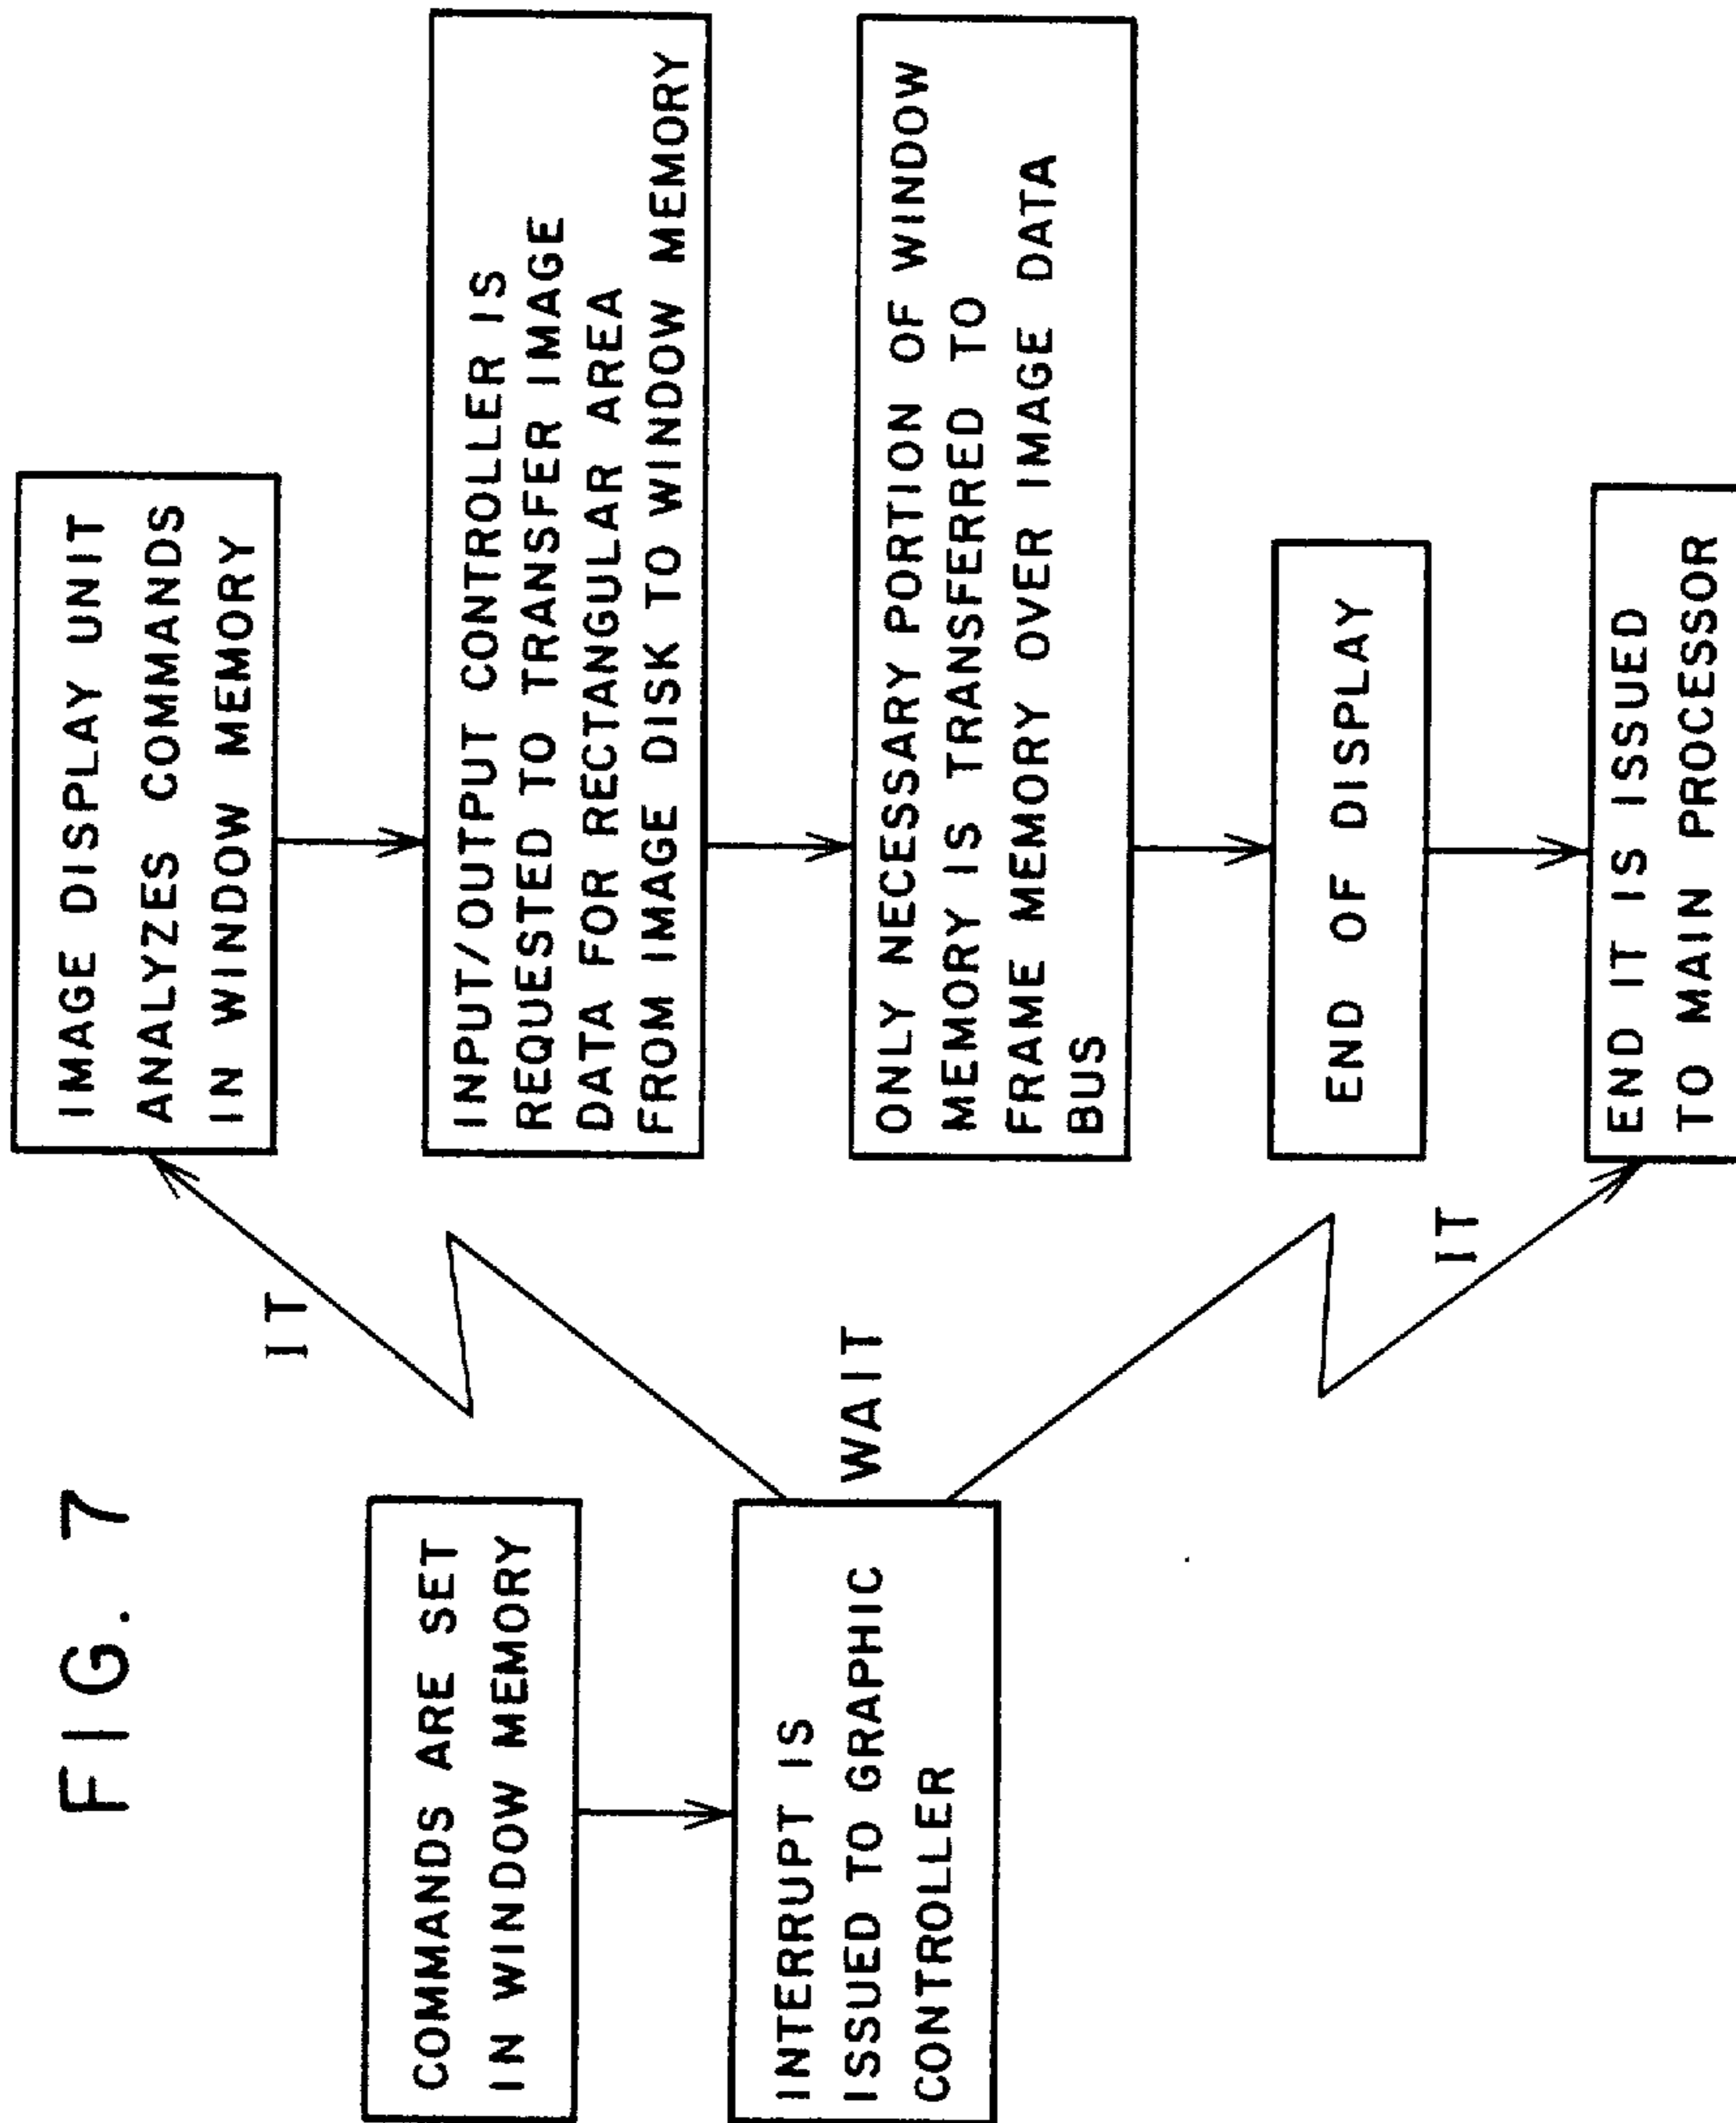 FIG. 7
COMMANDS ARE SET
IN WINDOW MEMORY
INTERRUPT IS
ISSUED TO GRAPHIC
CONTROLLER
IT
WAIT
IT
IMAGE DISPLAY UNIT
ANALYZES COMMANDS
IN WINDOW MEMORY
INPUT/OUTPUT CONTROLLER IS
REQUESTED TO TRANSFER IMAGE
DATA FOR RECTANGULAR AREA
FROM IMAGE DISK TO WINDOW MEMORY
ONLY NECESSARY PORTION OF WINDOW
MEMORY IS TRANSFERRED TO
FRAME MEMORY OVER IMAGE DATA
BUS
END OF DISPLAY
END IT IS ISSUED
TO MAIN PROCESSOR